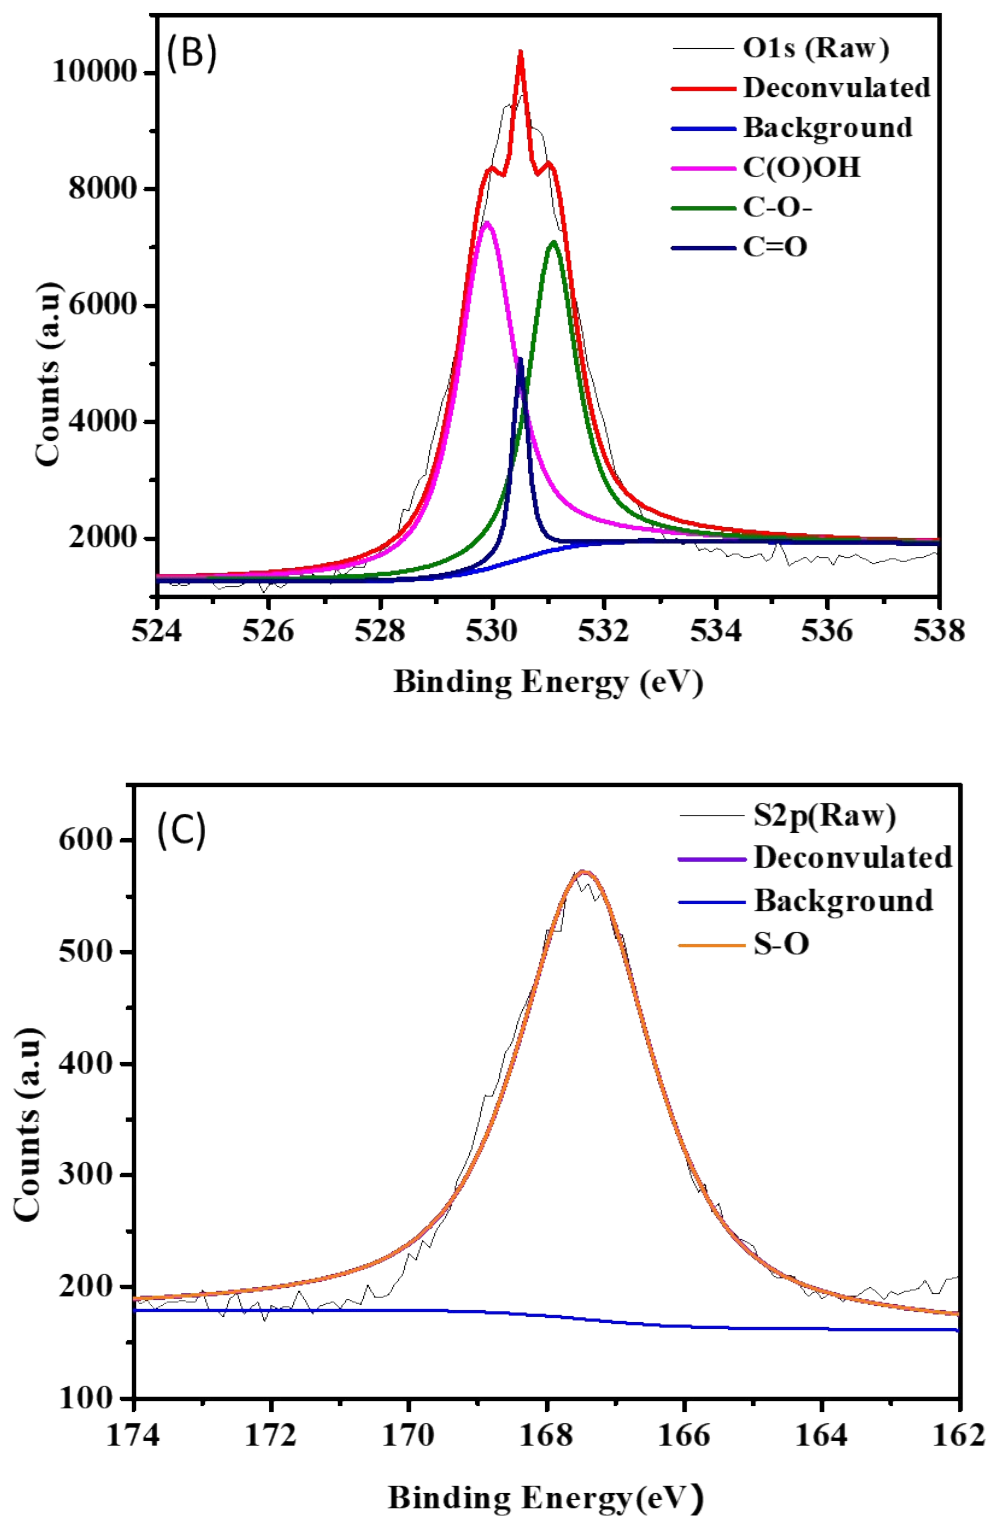 (B)
O1s (Raw)
Deconvulated
Background
C(O)OH
C-O-
C=O
10000
8000
6000
4000
2000
Counts (a.u)
524 526 528 530 532 534 536 538
Binding Energy (eV)
(C)
S2p(Raw)
Deconvulated
Background
S-O
600
500
400
300
200
100
Counts (a.u)
174 172 170 168 166 164 162
Binding Energy(eV)